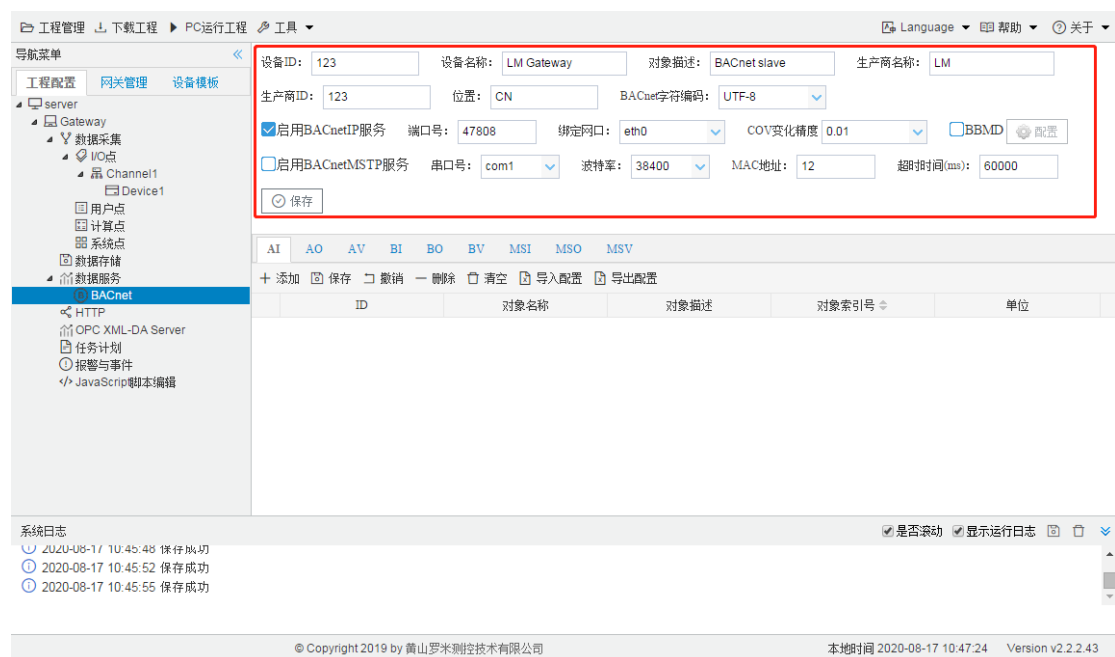 工程管理 下载工程 PC运行工程 工具 Language 帮助 关于
导航菜单
工程配置 网关管理 设备模板
server
Gateway
数据采集
I/O点
Channel1
Device1
用户点
计算点
系统点
数据存储
数据服务
BACnet
HTTP
OPC XML-DA Server
任务计划
报警与事件
JavaScript脚本编辑
设备ID: 123 设备名称: LM Gateway 对象描述: BACnet slave 生产商名称: LM
生产商ID: 123 位置: CN BACnet字符编码: UTF-8
启用BACnetIP服务 端口号: 47808 绑定网口: eth0 COV变化精度 0.01 BBMD 配置
启用BACnetMSTP服务 串口号: com1 波特率: 38400 MAC地址: 12 超时时间(ms): 60000
保存
AI AO AV BI BO BV MSI MSO MSV
添加 保存 撤销 删除 清空 导入配置 导出配置
ID 对象名称 对象描述 对象索引号 单位
系统日志 是否滚动 显示运行日志
2020-08-17 10:45:48 保存成功
2020-08-17 10:45:52 保存成功
2020-08-17 10:45:55 保存成功
© Copyright 2019 by 黄山罗米测控技术有限公司 本地时间 2020-08-17 10:47:24 Version v2.2.2.43